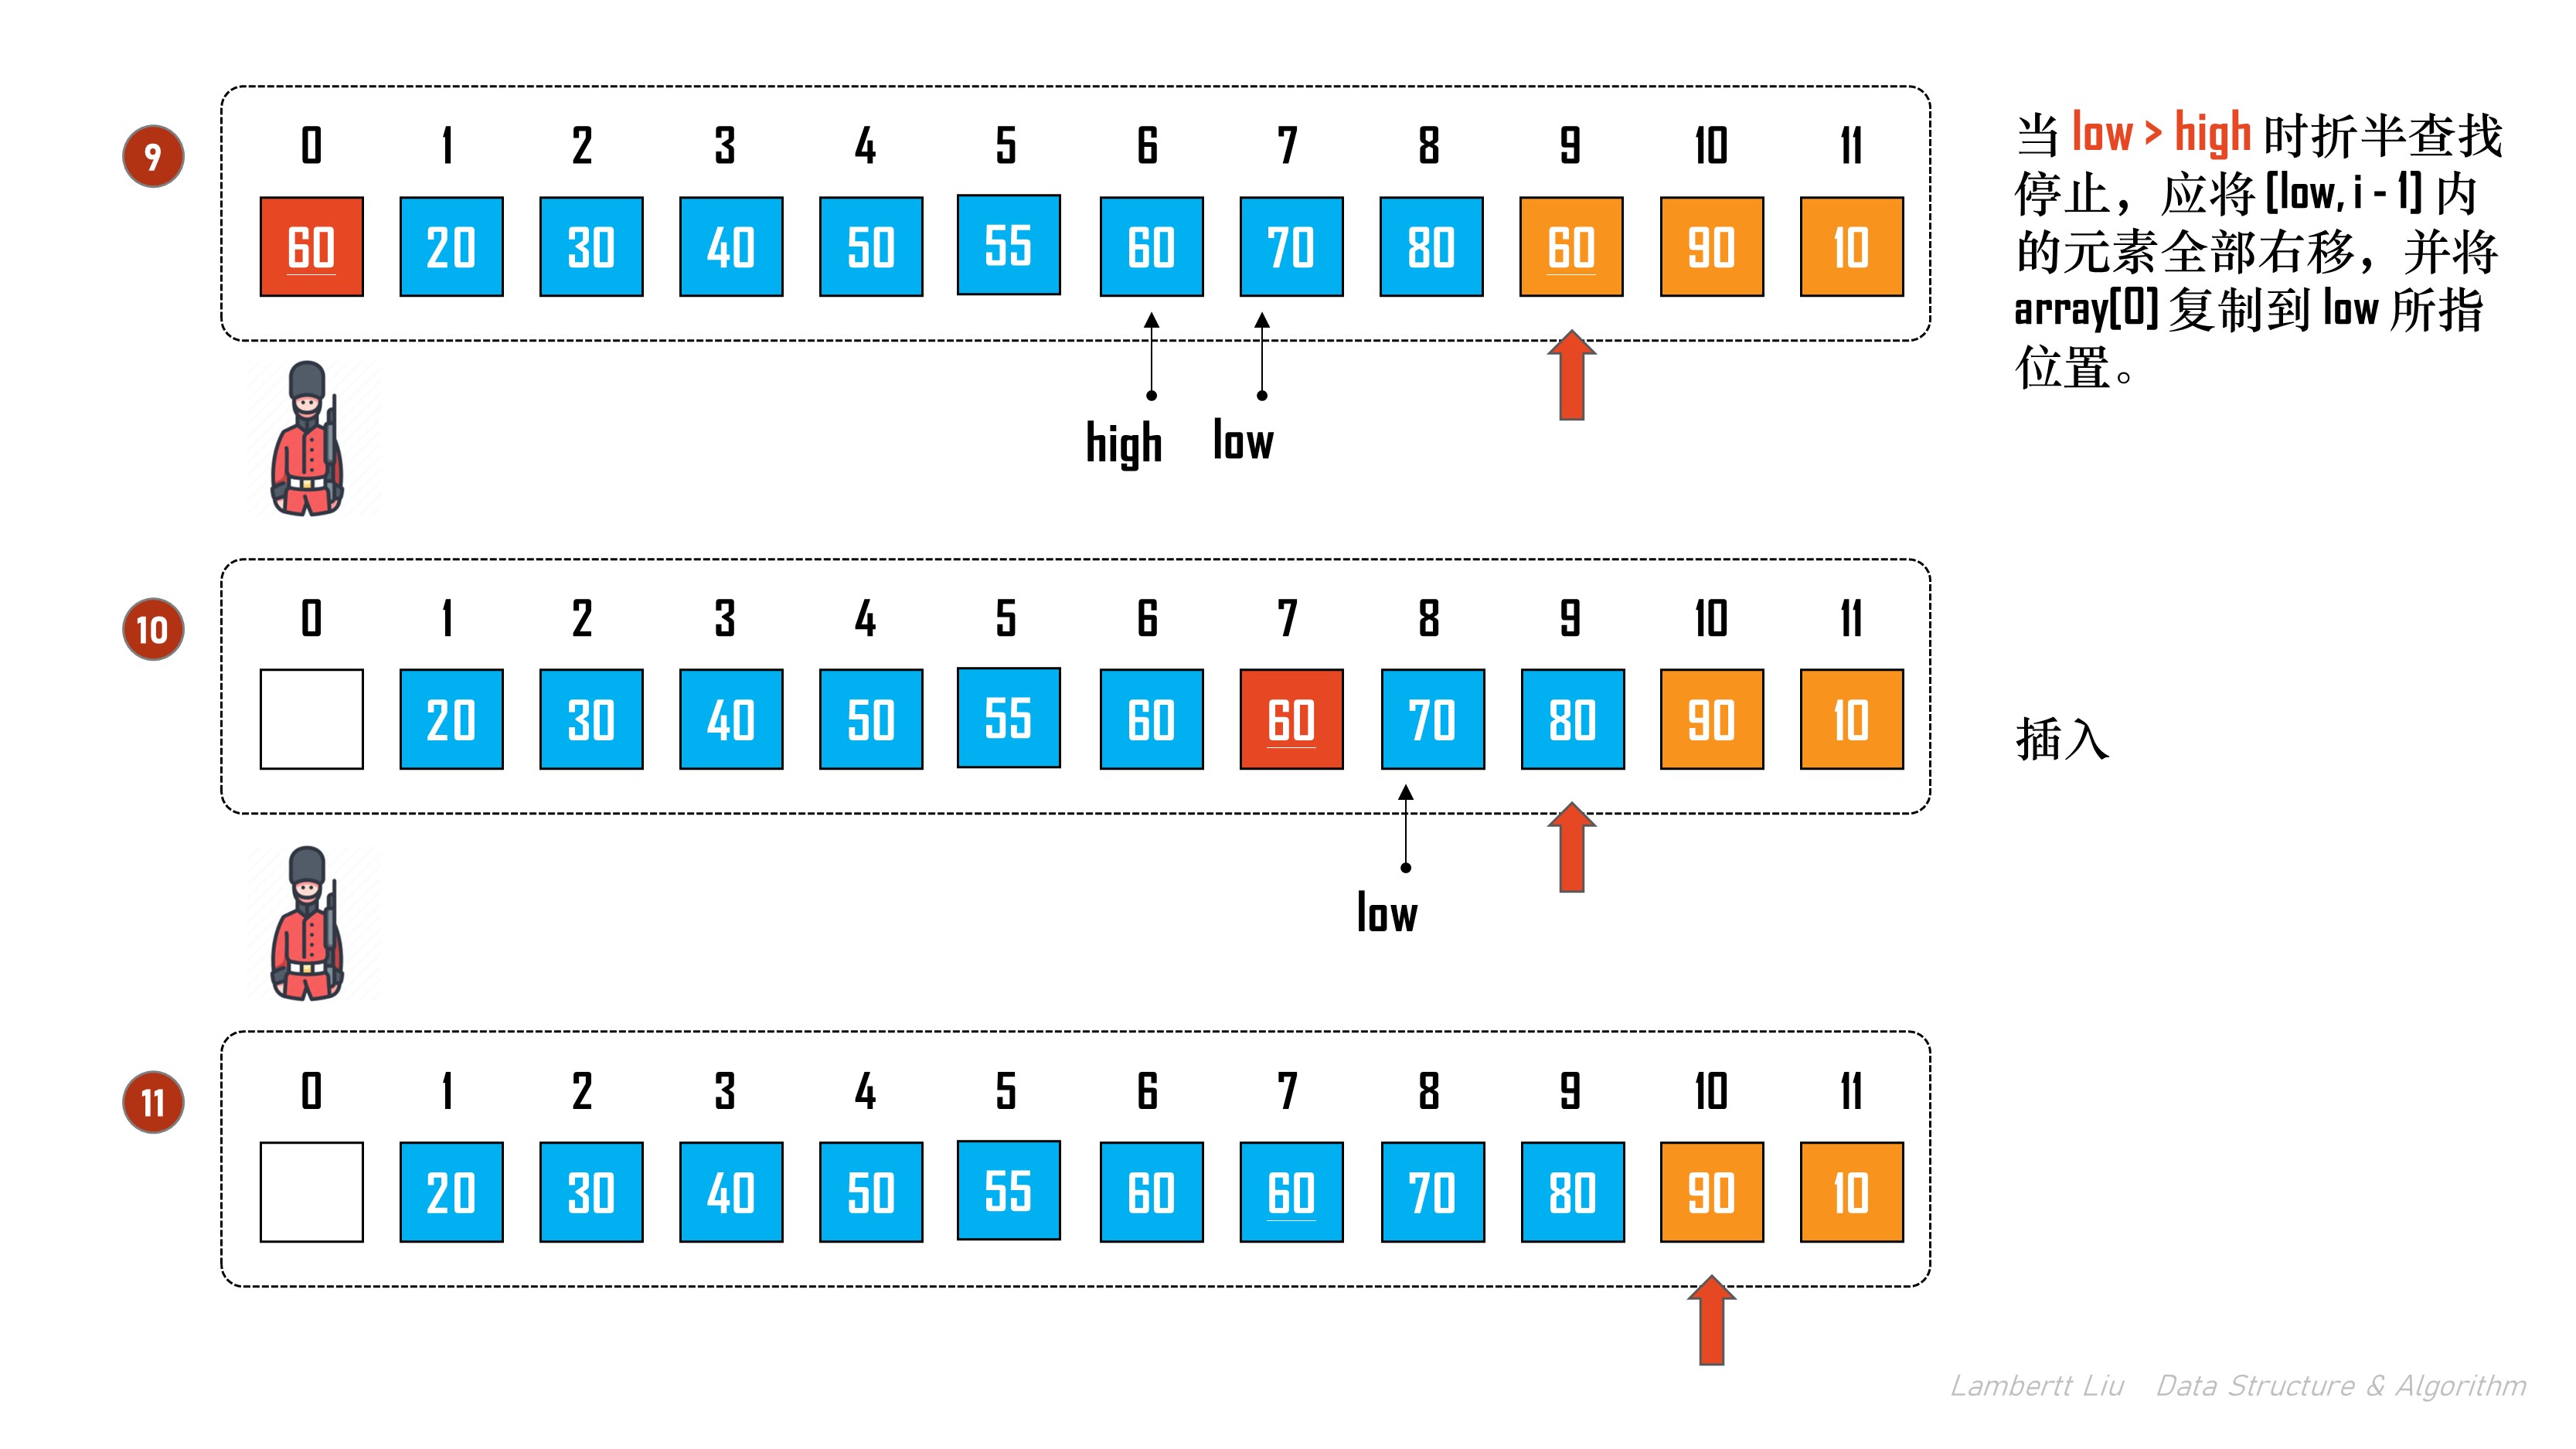 9
0 1 2 3 4 5 6 7 8 9 10 11
60 20 30 40 50 55 60 70 80 60 90 10
high low
当 low > high 时折半查找
停止，应将 [low, i - 1] 内
的元素全部右移，并将
array[0] 复制到 low 所指
位置。
10
0 1 2 3 4 5 6 7 8 9 10 11
20 30 40 50 55 60 60 70 80 90 10
low
插入
11
0 1 2 3 4 5 6 7 8 9 10 11
20 30 40 50 55 60 60 70 80 90 10
Lambertt Liu Data Structure & Algorithm